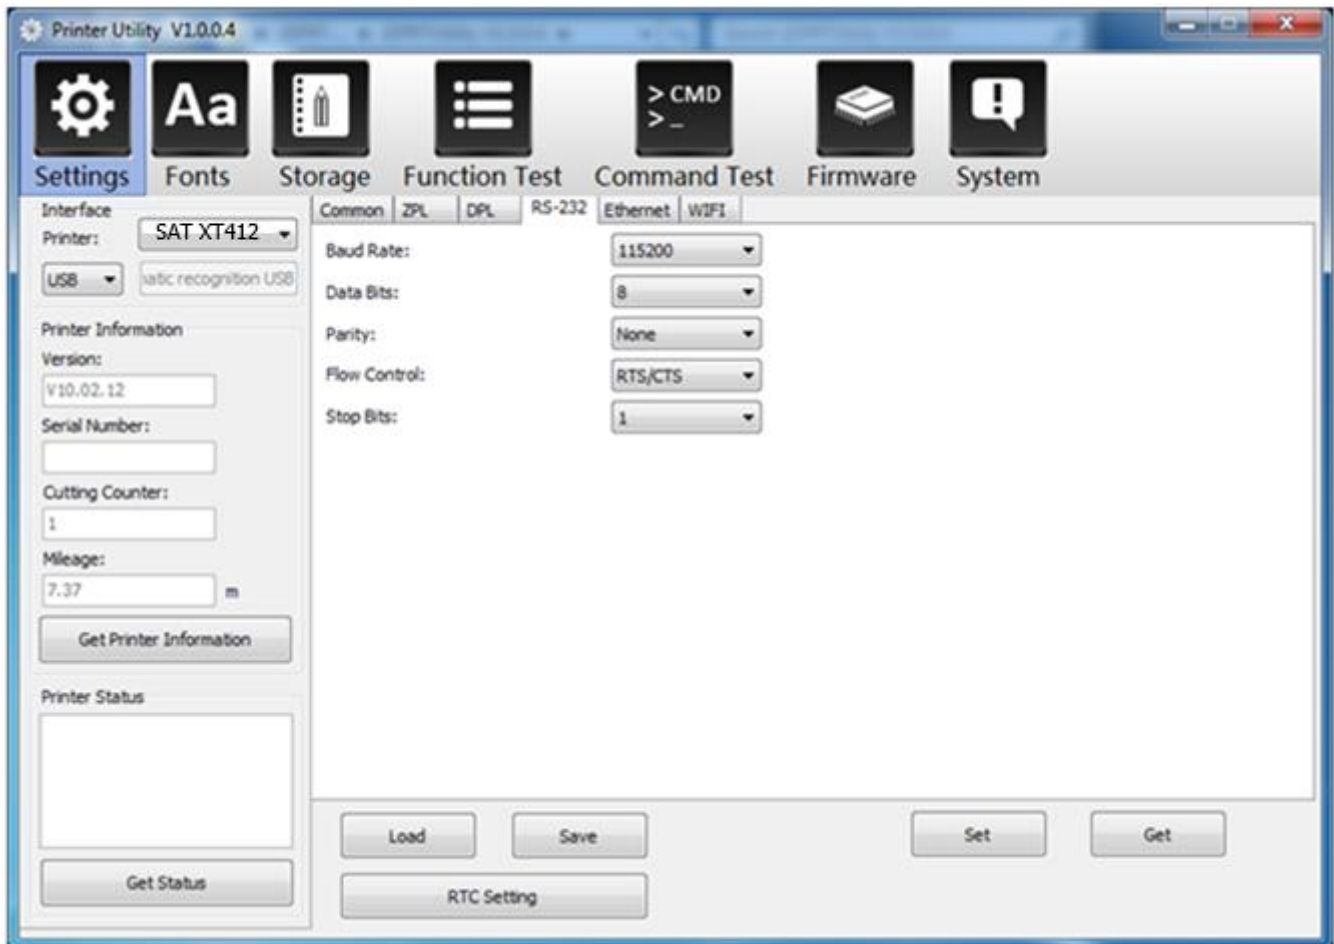 Printer Utility V1.0.0.4
Aa
> CMD
> _
Settings
Fonts
Storage
Function Test
Command Test
Firmware
System
Interface
Printer:
SAT XT412
USB
atic recognition USB
Printer Information
Version:
V10.02.12
Serial Number:
Cutting Counter:
1
Mileage:
7.37 m
Get Printer Information
Printer Status
Get Status
Common
ZPL
DPL
RS-232
Ethernet
WIFI
Baud Rate: 115200
Data Bits: 8
Parity: None
Flow Control: RTS/CTS
Stop Bits: 1
Load
Save
Set
Get
RTC Setting